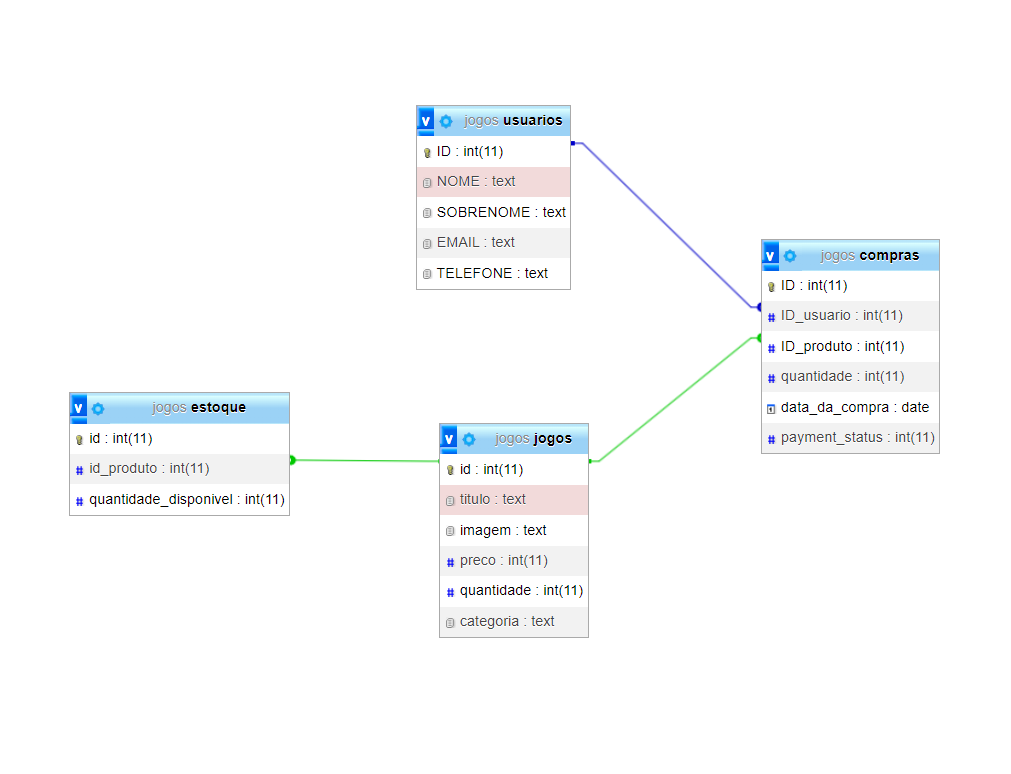 v jogos usuarios
ID : int(11)
NOME : text
SOBRENOME : text
EMAIL : text
TELEFONE : text
v jogos compras
ID : int(11)
# ID_usuario : int(11)
# ID_produto : int(11)
# quantidade : int(11)
data_da_compra : date
# payment_status : int(11)
v jogos estoque
id : int(11)
# id_produto : int(11)
# quantidade_disponivel : int(11)
v jogos jogos
id : int(11)
titulo : text
imagem : text
# preco : int(11)
# quantidade : int(11)
categoria : text